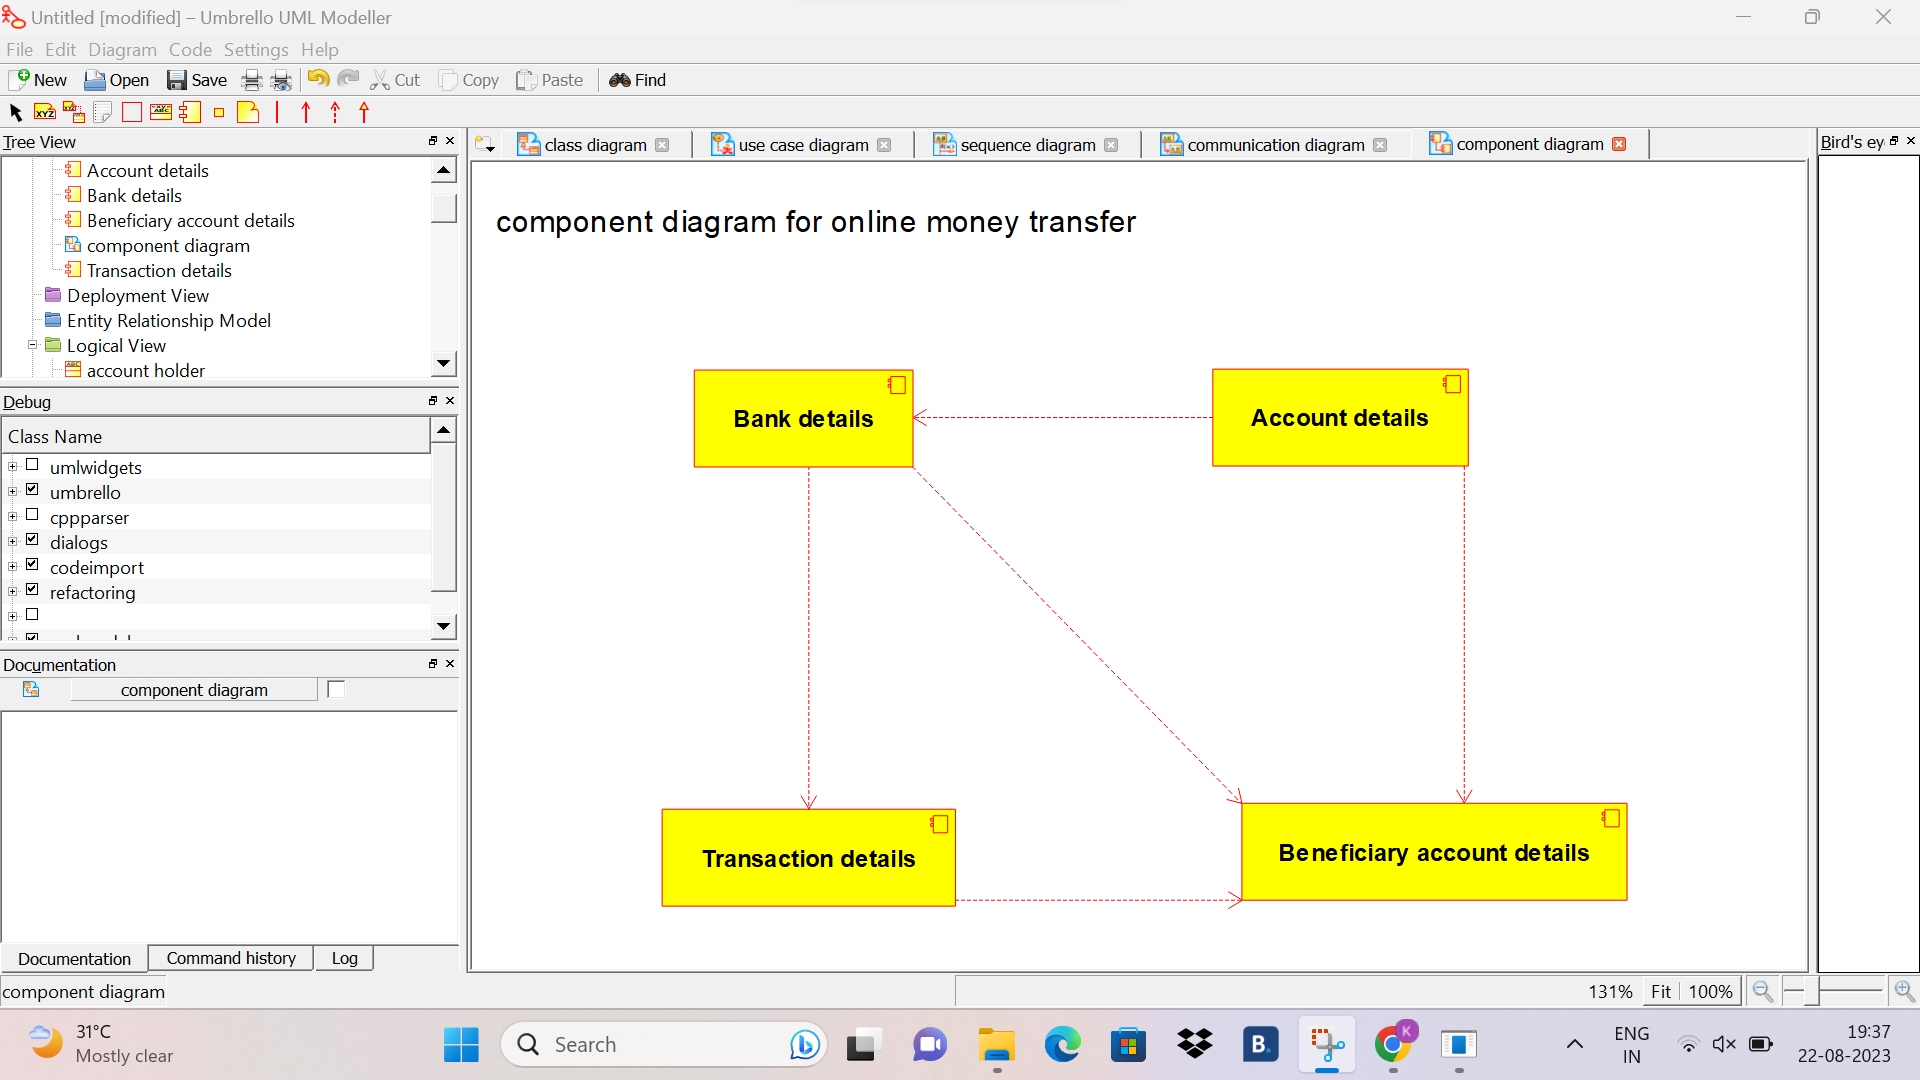 Untitled [modified] – Umbrello UML Modeller
File Edit Diagram Code Settings Help
New Open Save Cut Copy Paste Find
Tree View
Account details
Bank details
Beneficiary account details
component diagram
Transaction details
Deployment View
Entity Relationship Model
Logical View
account holder
Debug
Class Name
umlwidgets
umbrello
cppparser
dialogs
codeimport
refactoring
Documentation
component diagram
Documentation Command history Log
component diagram
class diagram use case diagram sequence diagram communication diagram component diagram
Bird's ey
component diagram for online money transfer
Bank details
Account details
Transaction details
Beneficiary account details
131% Fit 100%
31°C
Mostly clear
Search
B.
K
ENG
IN
19:37
22-08-2023